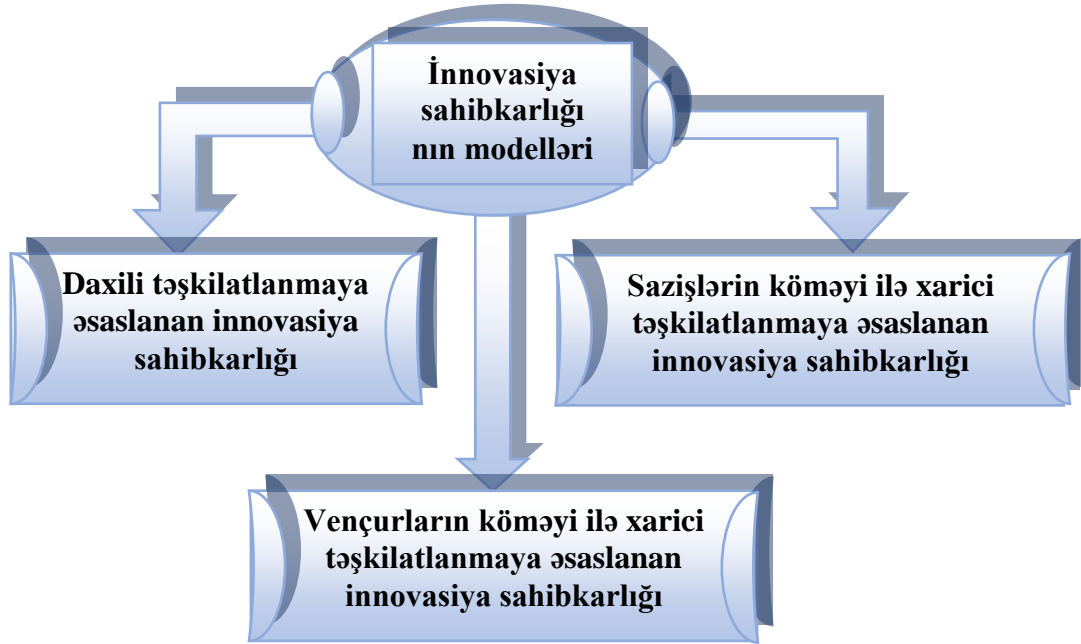 İnnovasiya
sahibkarlığı
nın modelləri
Daxili təşkilatlanmaya
əsaslanan innovasiya
sahibkarlığı
Sazişlərin köməyi ilə xarici
təşkilatlanmaya əsaslanan
innovasiya sahibkarlığı
Vençurların köməyi ilə xarici
təşkilatlanmaya əsaslanan
innovasiya sahibkarlığı